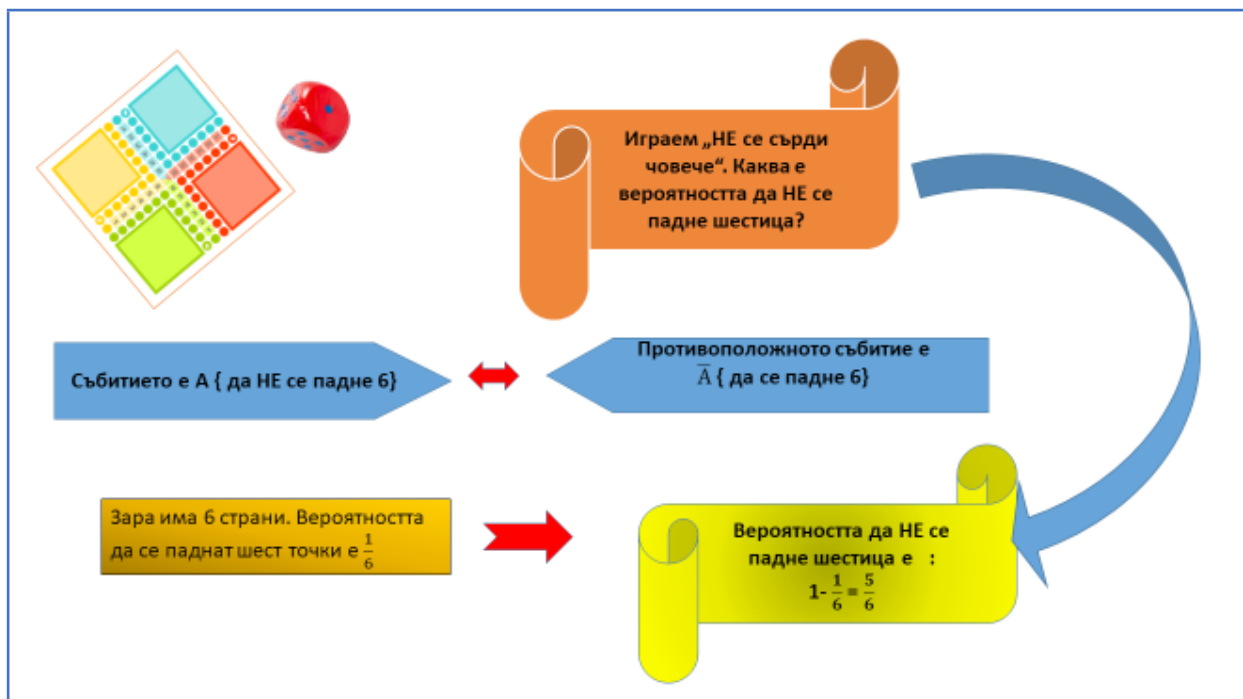 Играем „НЕ се сърди
човече“. Каква е
вероятността да НЕ се
падне шестица?
Събитието е А { да НЕ се падне 6}
Противоположното събитие е
A̅ { да се падне 6}
Зара има 6 страни. Вероятността
да се паднат шест точки е 1/6
Вероятността да НЕ се
падне шестица е :
1- 1/6 = 5/6